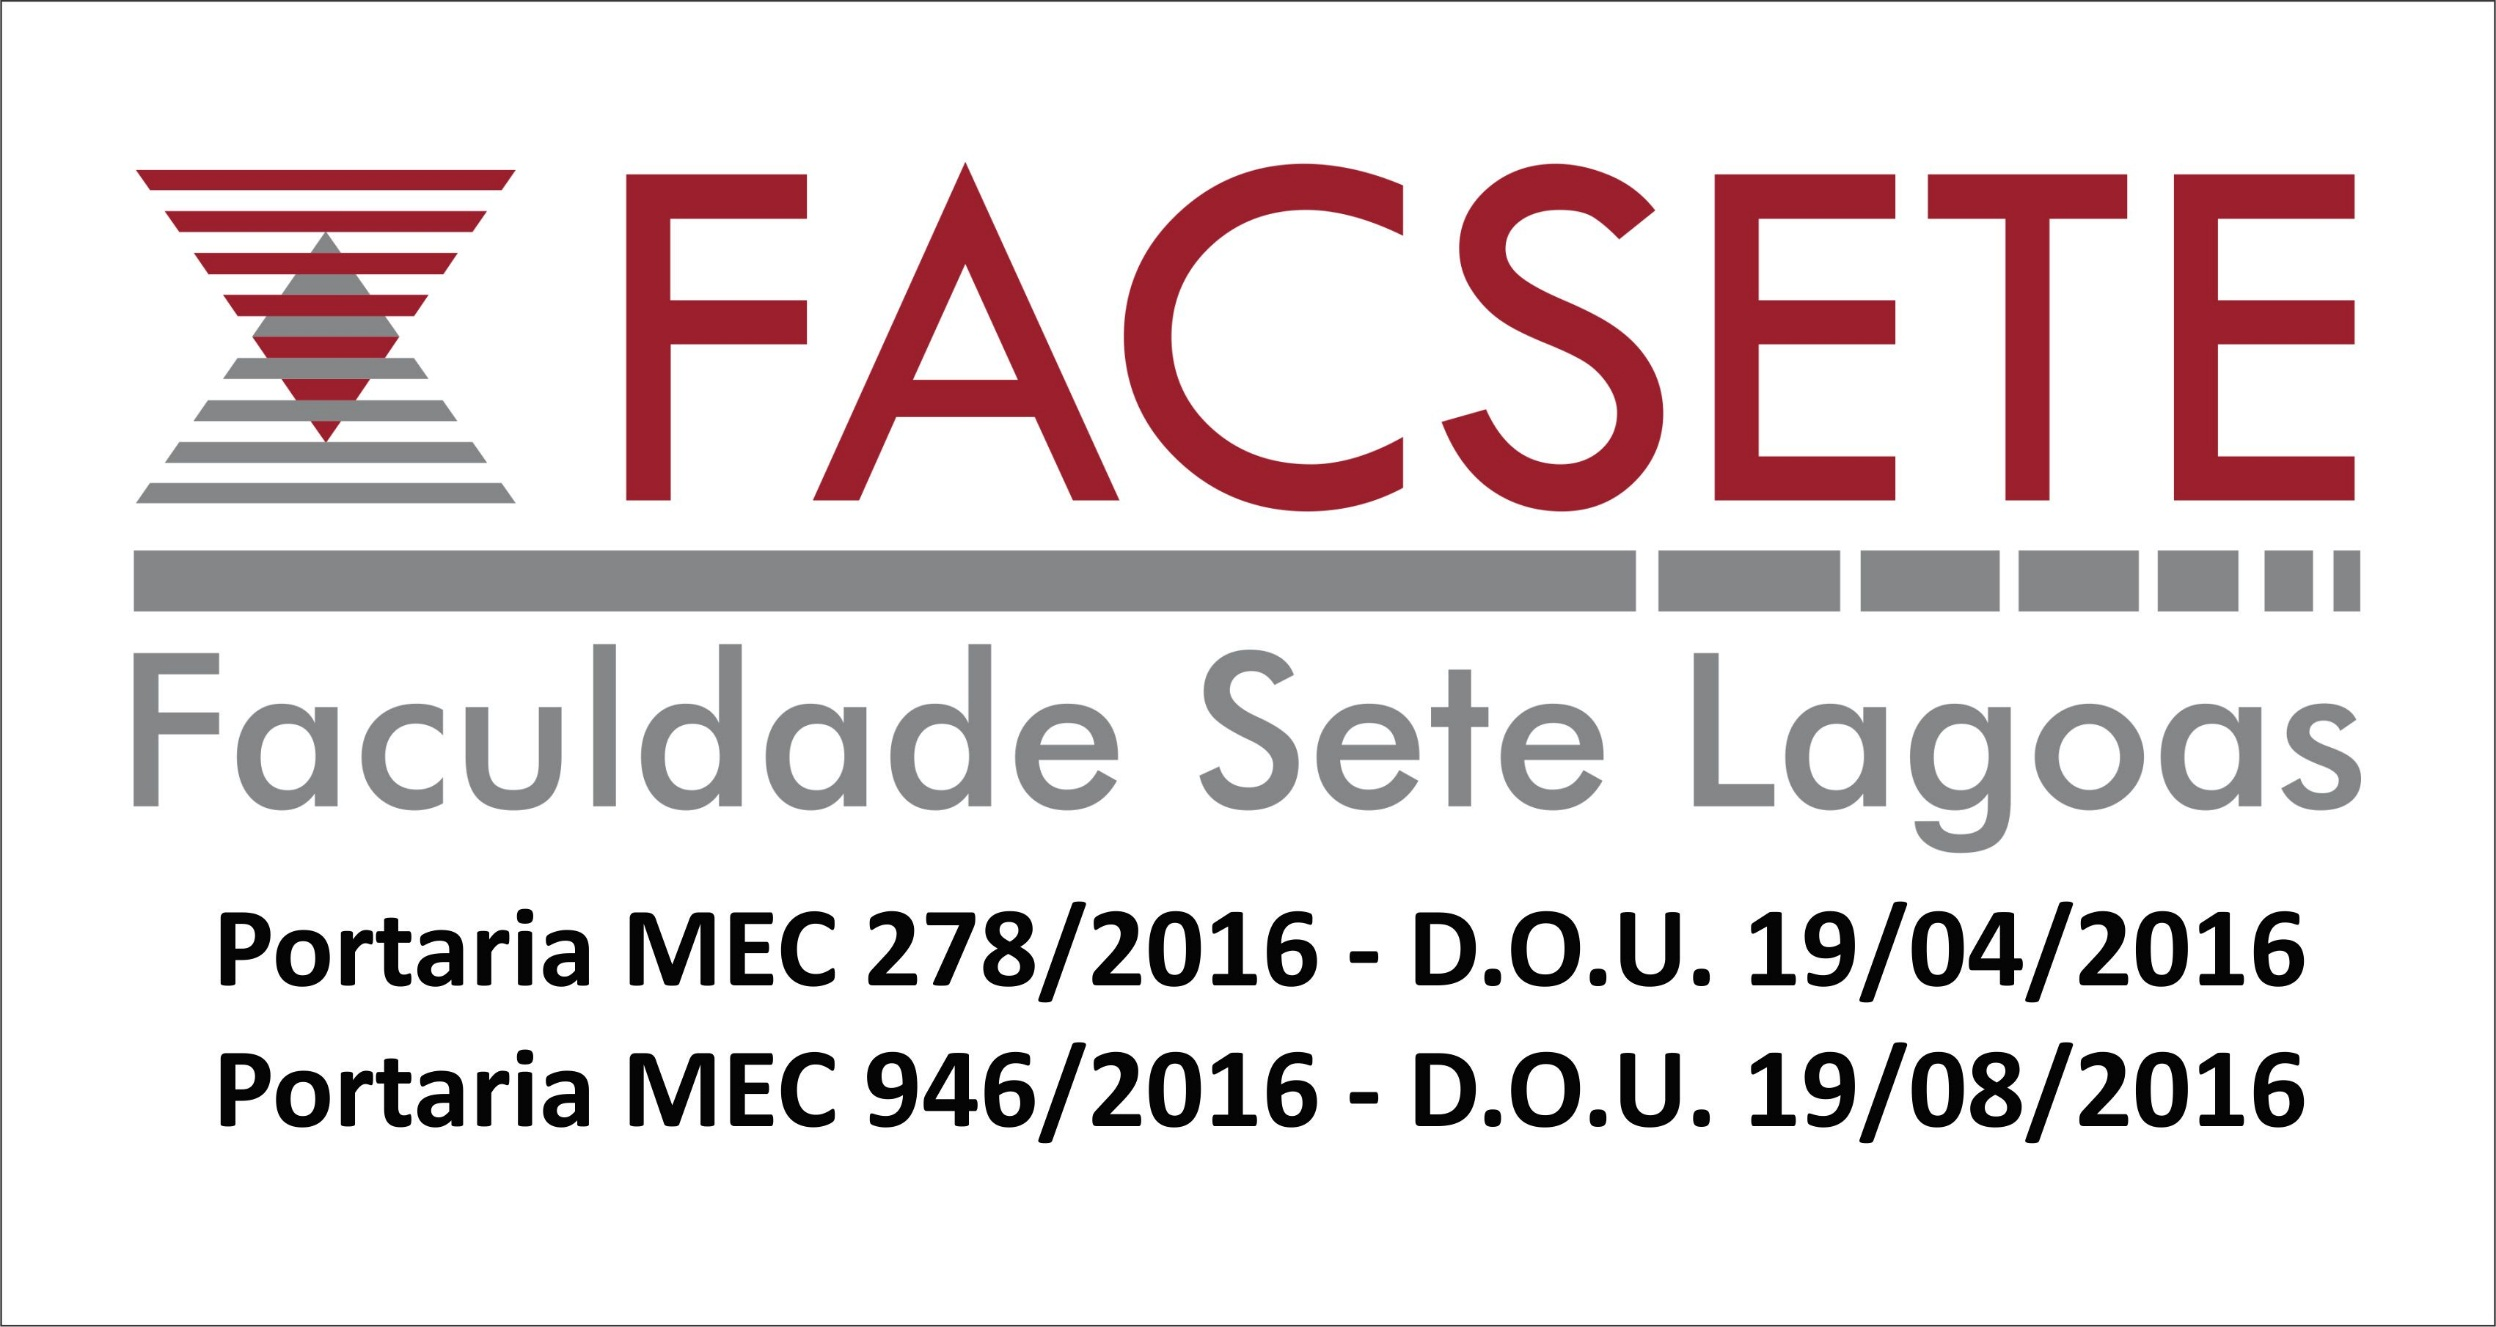 FACSETE
Faculdade Sete Lagoas
Portaria MEC 278/2016 - D.O.U. 19/04/2016
Portaria MEC 946/2016 - D.O.U. 19/08/2016